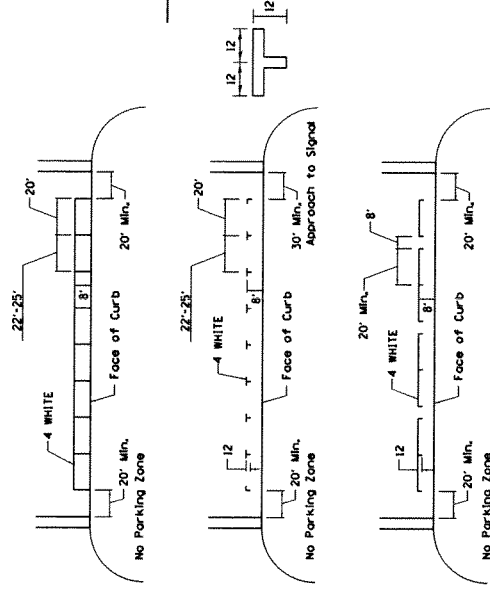 22'-25'
20'
4 WHITE
8'
Face of Curb
20' Min.
20' Min.
No Parking Zone
22'-25'
20'
4 WHITE
12
8'
Face of Curb
20' Min.
30' Min.
Approach to Signal
No Parking Zone
12
12
12
20' Min.
8'
4 WHITE
12
8'
Face of Curb
20' Min.
20' Min.
No Parking Zone